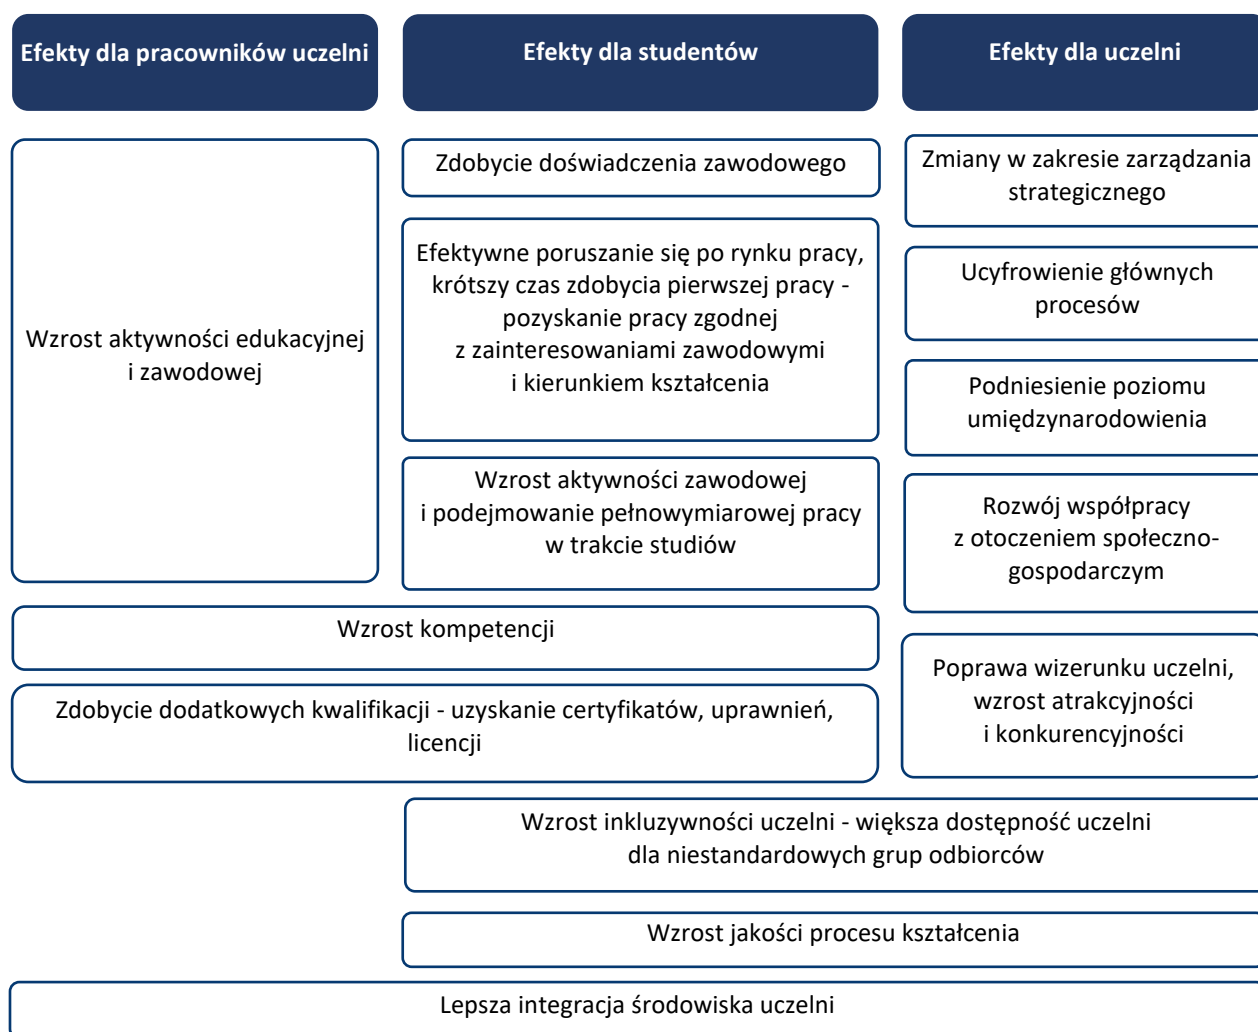 Efekty dla pracowników uczelni
Efekty dla studentów
Efekty dla uczelni
Wzrost aktywności edukacyjnej
i zawodowej
Zdobycie doświadczenia zawodowego
Efektywne poruszanie się po rynku pracy,
krótszy czas zdobycia pierwszej pracy -
pozyskanie pracy zgodnej
z zainteresowaniami zawodowymi
i kierunkiem kształcenia
Wzrost aktywności zawodowej
i podejmowanie pełnowymiarowej pracy
w trakcie studiów
Zmiany w zakresie zarządzania
strategicznego
Ucyfrowienie głównych
procesów
Podniesienie poziomu
umiędzynarodowienia
Rozwój współpracy
z otoczeniem społeczno-
gospodarczym
Poprawa wizerunku uczelni,
wzrost atrakcyjności
i konkurencyjności
Wzrost kompetencji
Zdobycie dodatkowych kwalifikacji - uzyskanie certyfikatów, uprawnień,
licencji
Wzrost inkluzywności uczelni - większa dostępność uczelni
dla niestandardowych grup odbiorców
Wzrost jakości procesu kształcenia
Lepsza integracja środowiska uczelni